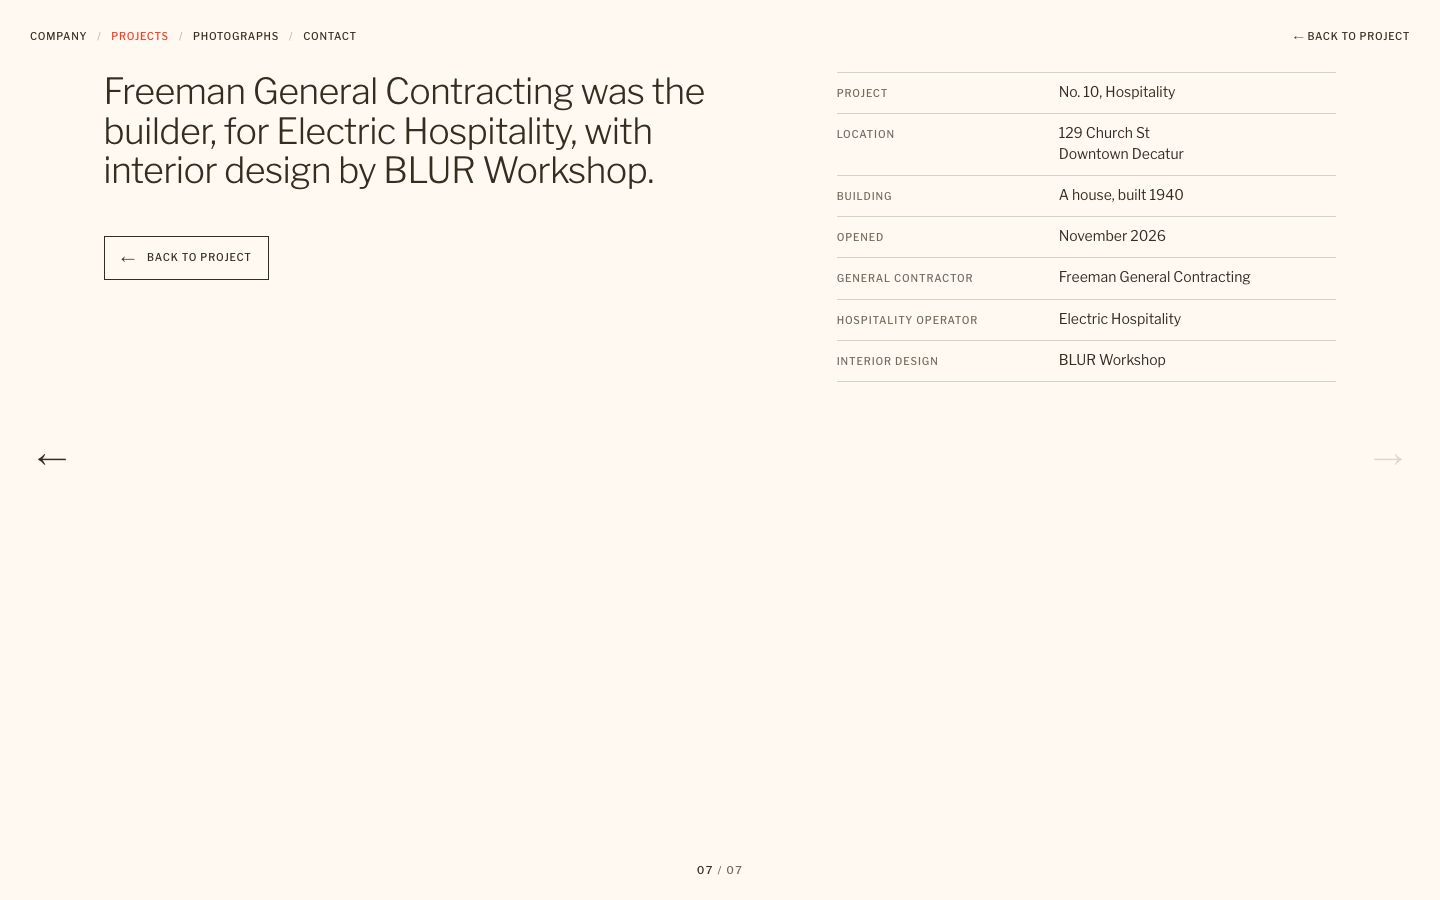 COMPANY / PROJECTS / PHOTOGRAPHS / CONTACT
← BACK TO PROJECT
Freeman General Contracting was the
builder, for Electric Hospitality, with
interior design by BLUR Workshop.
← BACK TO PROJECT
PROJECT No. 10, Hospitality
LOCATION 129 Church St
Downtown Decatur
BUILDING A house, built 1940
OPENED November 2026
GENERAL CONTRACTOR Freeman General Contracting
HOSPITALITY OPERATOR Electric Hospitality
INTERIOR DESIGN BLUR Workshop
←
→
07 / 07